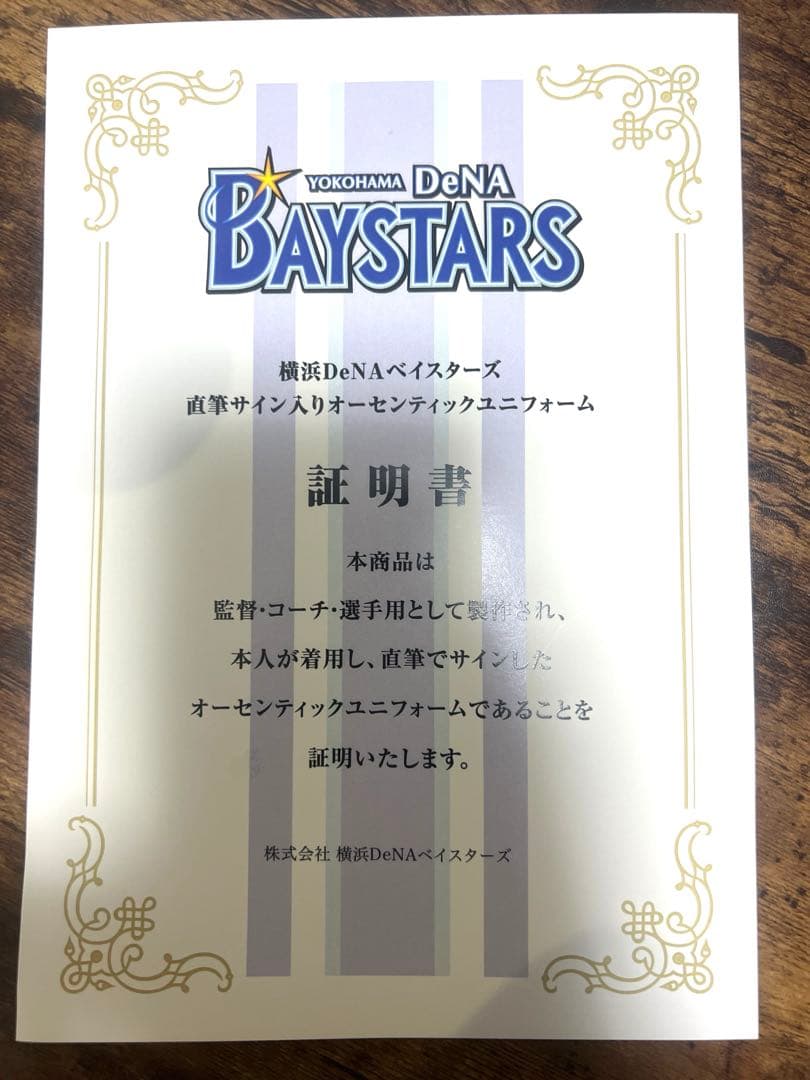 YOKOHAMA DeNA
BAYSTARS
横浜DeNAベイスターズ
直筆サイン入りオーセンティックユニフォーム
証明書
本商品は
監督・コーチ・選手用として製作され、
本人が着用し、直筆でサインした
オーセンティックユニフォームであることを
証明いたします。
株式会社 横浜DeNAベイスターズ